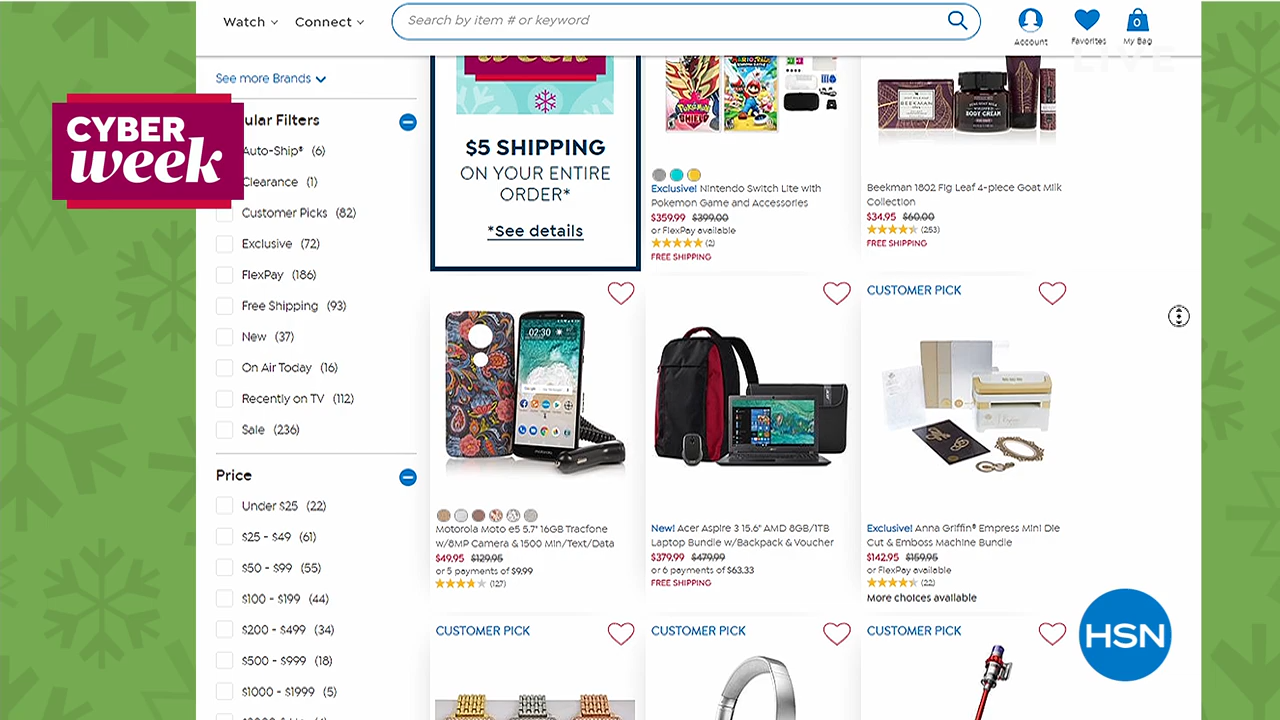 Watch
Connect
Search by item # or keyword
Account
Favorites
0
My Bag
LIVE
See more Brands
CYBER
week
ular Filters
Auto-Ship® (6)
Clearance (1)
Customer Picks (82)
Exclusive (72)
FlexPay (186)
Free Shipping (93)
New (37)
On Air Today (16)
Recently on TV (112)
Sale (236)
Price
Under $25 (22)
$25 - $49 (61)
$50 - $99 (55)
$100 - $199 (44)
$200 - $499 (34)
$500 - $999 (18)
$1000 - $1999 (5)
week
$5 SHIPPING
ON YOUR ENTIRE
ORDER*
*See details
POKÉMON
SHIELD
Exclusive! Nintendo Switch Lite with
Pokemon Game and Accessories
$359.99 $399.00
or FlexPay available
(2)
FREE SHIPPING
BEEKMAN
BODY CREAM
Beekman 1802 Fig Leaf 4-piece Goat Milk
Collection
$34.95 $60.00
(253)
FREE SHIPPING
02:30
Motorola Moto e5 5.7" 16GB Tracfone
w/8MP Camera & 1500 Min/Text/Data
$49.95 $129.95
or 5 payments of $9.99
(127)
New! Acer Aspire 3 15.6" AMD 8GB/1TB
Laptop Bundle w/Backpack & Voucher
$379.99 $479.99
or 6 payments of $63.33
FREE SHIPPING
CUSTOMER PICK
Exclusive! Anna Griffin® Empress Mini Die
Cut & Emboss Machine Bundle
$142.95 $159.95
or FlexPay available
(22)
More choices available
CUSTOMER PICK
CUSTOMER PICK
CUSTOMER PICK
HSN